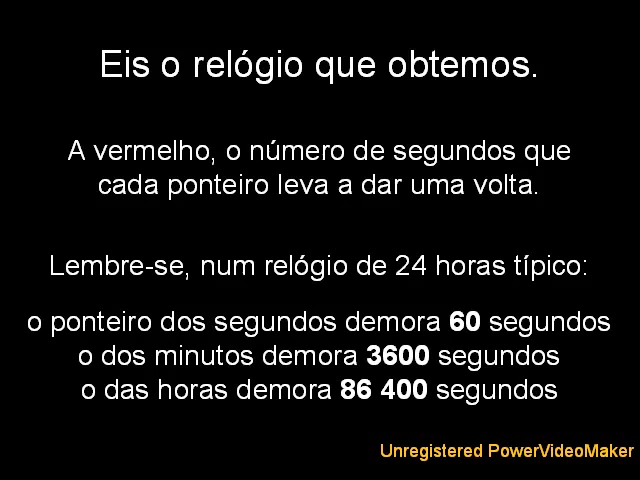 Eis o relógio que obtemos.
A vermelho, o número de segundos que
cada ponteiro leva a dar uma volta.
Lembre-se, num relógio de 24 horas típico:
o ponteiro dos segundos demora 60 segundos
o dos minutos demora 3600 segundos
o das horas demora 86 400 segundos
Unregistered PowerVideoMaker